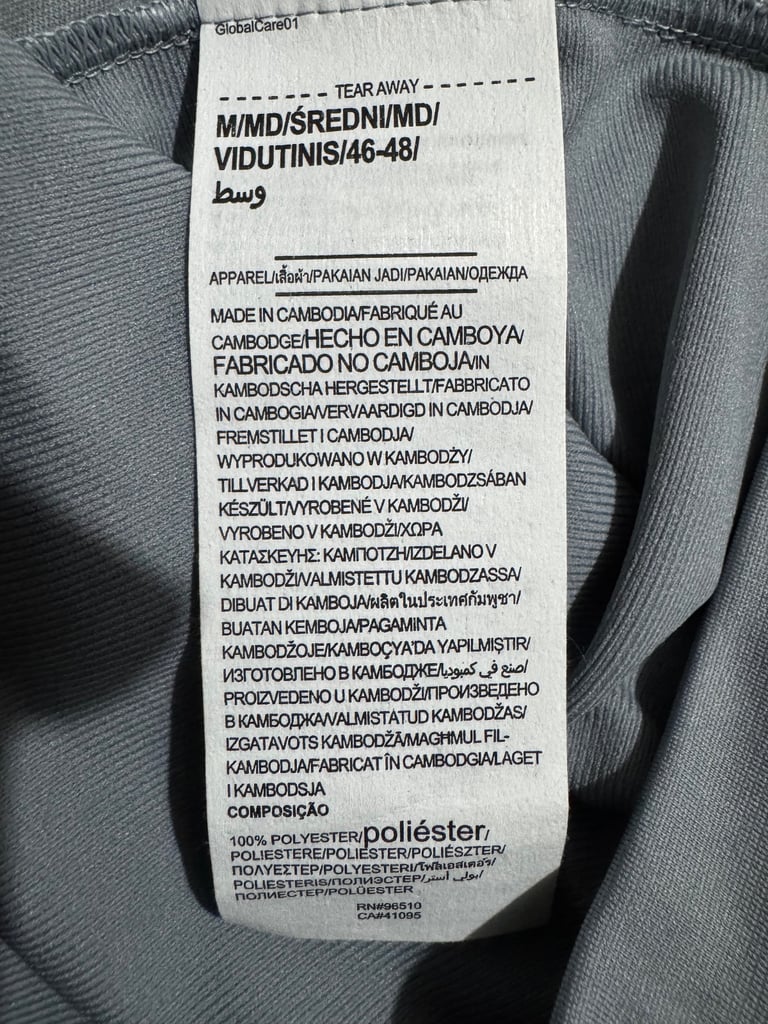 GlobalCare01
TEAR AWAY
M/MD/ŚREDNI/MD/
VIDUTINIS/46-48/
وسط
APPAREL/เสื้อผ้า/PAKAIAN JADI/PAKAIAN/ОДЕЖДА
MADE IN CAMBODIA/FABRIQUÉ AU
CAMBODGE/HECHO EN CAMBOYA/
FABRICADO NO CAMBOJA/IN
KAMBODSCHA HERGESTELLT/FABBRICATO
IN CAMBOGIA/VERVAARDIGD IN CAMBODJA/
FREMSTILLET I CAMBODJA/
WYPRODUKOWANO W KAMBODŻY/
TILLVERKAD I KAMBODJA/KAMBODZSÁBAN
KÉSZÜLT/VYROBENÉ V KAMBODŽI/
VYROBENO V KAMBODŽI/ΧΩΡΑ
ΚΑΤΑΣΚΕΥΗΣ: ΚΑΜΠΟΤΖΗ/IZDELANO V
KAMBODŽI/VALMISTETTU KAMBODZASSA/
DIBUAT DI KAMBOJA/ผลิตในประเทศกัมพูชา/
BUATAN KEMBOJA/PAGAMINTA
KAMBODŽOJE/KAMBOÇYA'DA YAPILMIŞTIR/
ИЗГОТОВЛЕНО В КАМБОДЖЕ/صنع في كمبوديا/
PROIZVEDENO U KAMBODŽI/ПРОИЗВЕДЕНО
В КАМБОДЖА/VALMISTATUD KAMBODŽAS/
IZGATAVOTS KAMBODŽĀ/MAGĦMUL FIL-
KAMBODJA/FABRICAT ÎN CAMBODGIA/LAGET
I KAMBODSJA
COMPOSIÇÃO
100% POLYESTER/poliéster/
POLIESTERE/POLIESTER/POLIÉSZTER/
ΠΟΛΥΕΣΤΕΡ/POLYESTERI/โพลีเอสเตอร์/
POLIESTERIS/ПОЛИЭСТЕР/بولي أستر/
ПОЛИЕСТЕР/POLÜESTER
RN#96510
CA#41095